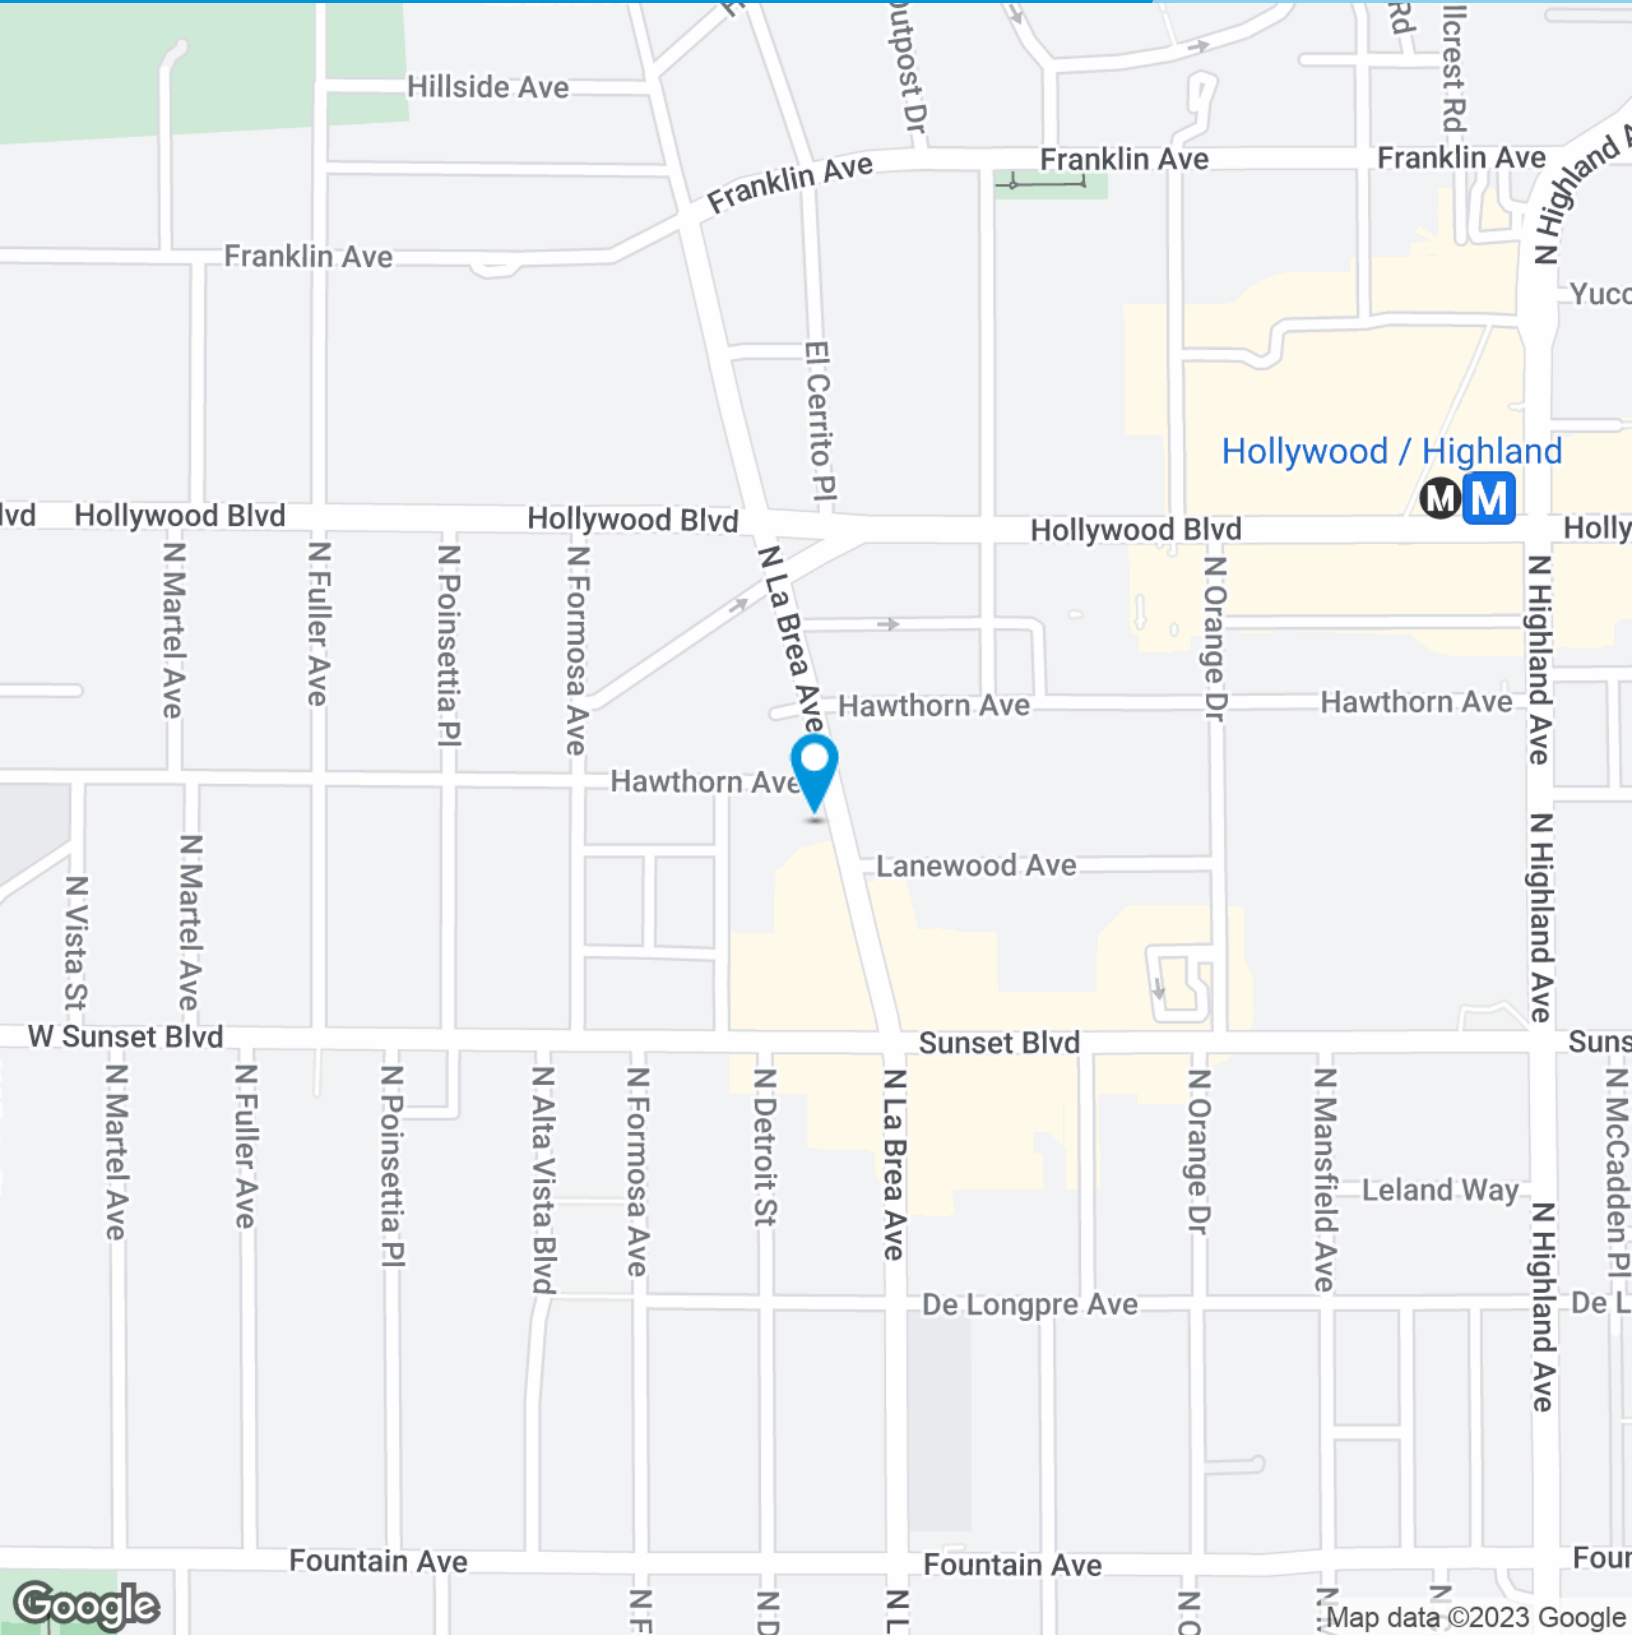 Outpost Dr
Rd
llcrest Rd
Hillside Ave
Franklin Ave
Franklin Ave
Franklin Ave
Franklin Ave
N Highland A
Yucc
El Cerrito Pl
Hollywood / Highland
M
M
lvd
Hollywood Blvd
Hollywood Blvd
Hollywood Blvd
Holly
N Martel Ave
N Fuller Ave
N Poinsettia Pl
N Formosa Ave
N La Brea Ave
N Orange Dr
N Highland Ave
Hawthorn Ave
Hawthorn Ave
Hawthorn Ave
Lanewood Ave
N Vista St
N Martel Ave
N Highland Ave
W Sunset Blvd
Sunset Blvd
Suns
N Martel Ave
N Fuller Ave
N Poinsettia Pl
N Alta Vista Blvd
N Formosa Ave
N Detroit St
N La Brea Ave
N Orange Dr
N Mansfield Ave
Leland Way
N Highland Ave
N McCadden Pl
De Longpre Ave
De L
Fountain Ave
Fountain Ave
Foun
Google
N F
N D
N L
N O
Map data ©2023 Google